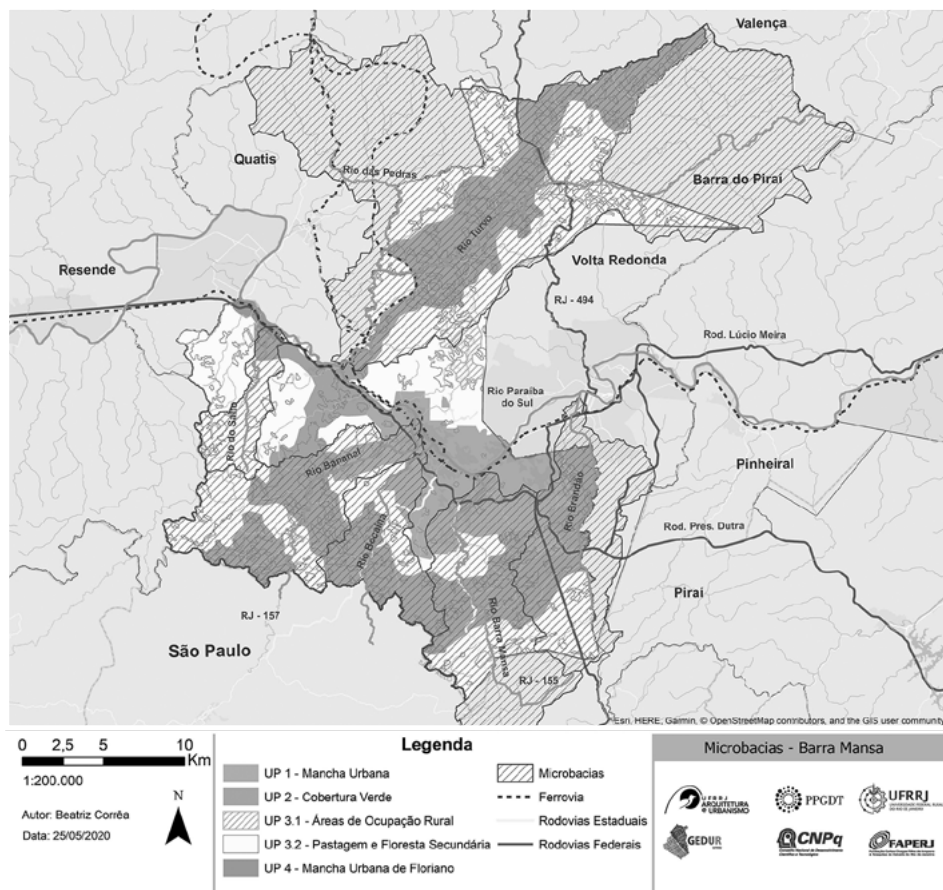 Valença
Quatis
Rio das Pedras
Barra do Piraí
Rio Turvo
Resende
Volta Redonda
RJ - 494
Rod. Lúcio Meira
Rio Paraíba
do Sul
Rio do Salto
Rio Bananal
Pinheiral
Rio Brandão
Rio Bocaina
Rod. Pres. Dutra
Piraí
RJ - 157
Rio Barra Mansa
São Paulo
RJ - 155
Esri, HERE, Garmin, © OpenStreetMap contributors, and the GIS user community
0 2,5 5 10
Km
1:200.000
N
Autor: Beatriz Corrêa
Data: 25/05/2020
Legenda
UP 1 - Mancha Urbana
UP 2 - Cobertura Verde
UP 3.1 - Áreas de Ocupação Rural
UP 3.2 - Pastagem e Floresta Secundária
UP 4 - Mancha Urbana de Floriano
Microbacias
Ferrovia
Rodovias Estaduais
Rodovias Federais
Microbacias - Barra Mansa
UFRRJ
ARQUITETURA
e URBANISMO
PPGDT
UFRRJ
GEDUR
CNPq
FAPERJ